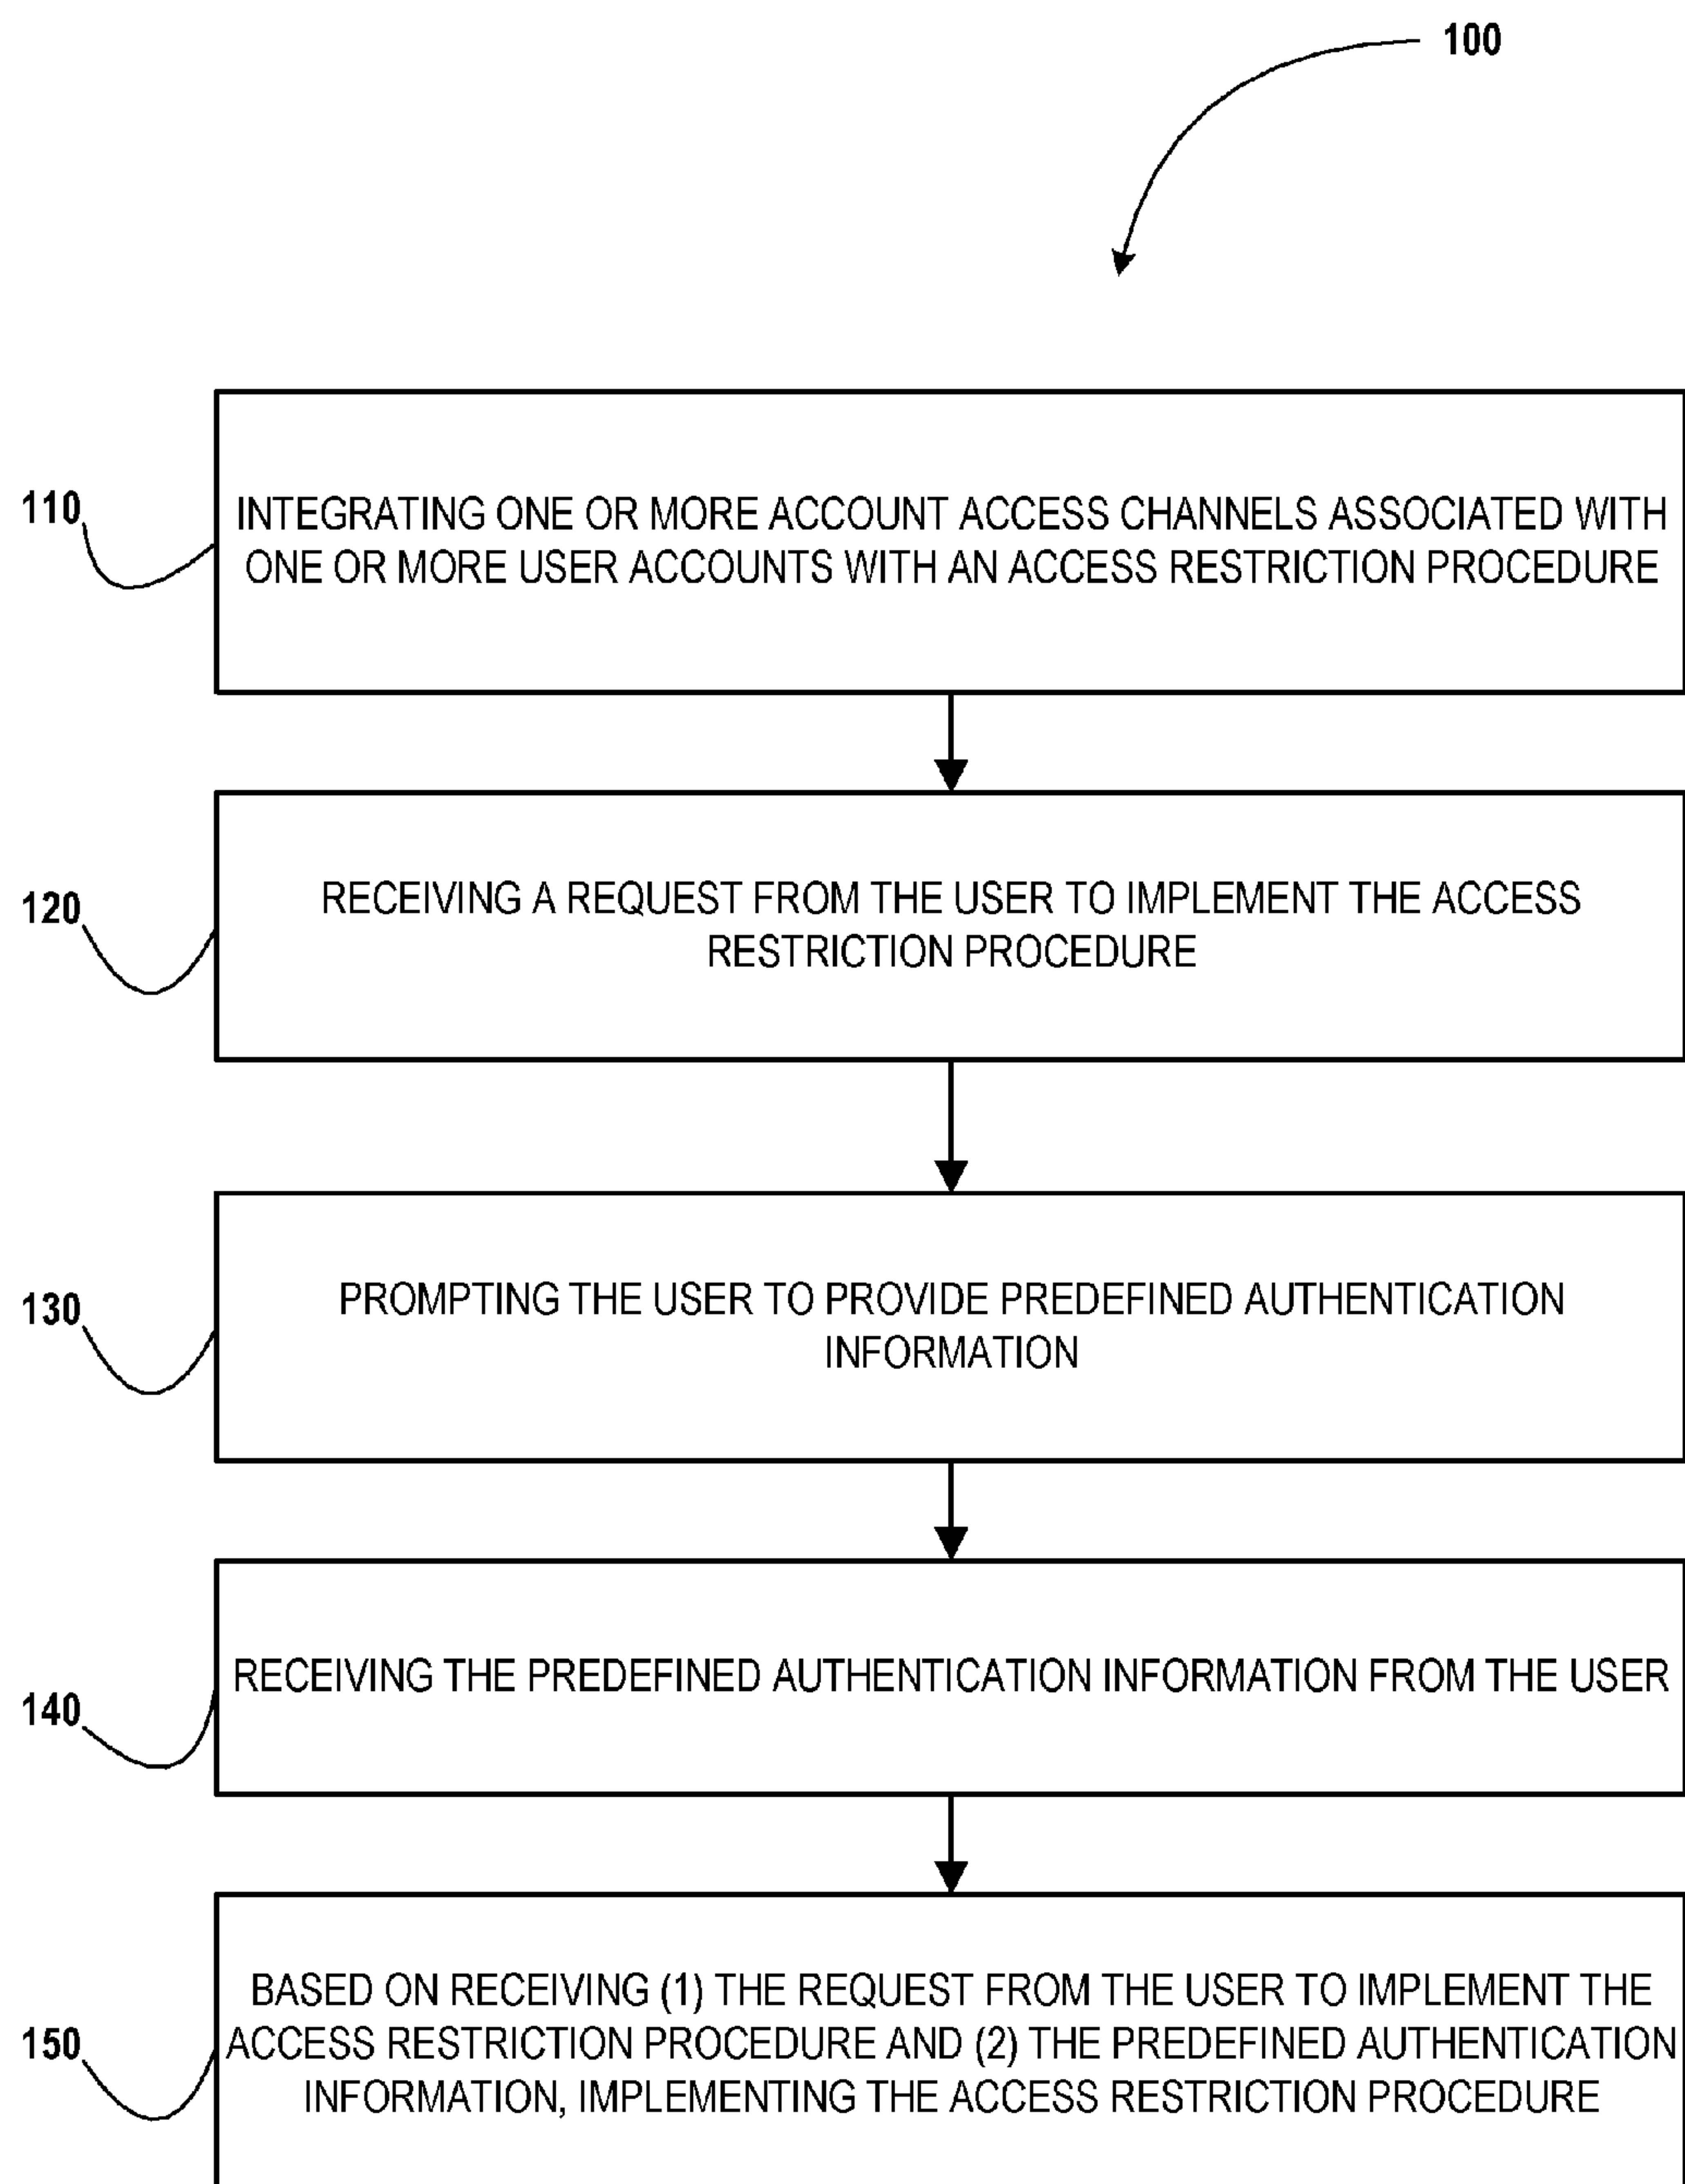 100
110
INTEGRATING ONE OR MORE ACCOUNT ACCESS CHANNELS ASSOCIATED WITH
ONE OR MORE USER ACCOUNTS WITH AN ACCESS RESTRICTION PROCEDURE
120
RECEIVING A REQUEST FROM THE USER TO IMPLEMENT THE ACCESS
RESTRICTION PROCEDURE
130
PROMPTING THE USER TO PROVIDE PREDEFINED AUTHENTICATION
INFORMATION
140
RECEIVING THE PREDEFINED AUTHENTICATION INFORMATION FROM THE USER
150
BASED ON RECEIVING (1) THE REQUEST FROM THE USER TO IMPLEMENT THE
ACCESS RESTRICTION PROCEDURE AND (2) THE PREDEFINED AUTHENTICATION
INFORMATION, IMPLEMENTING THE ACCESS RESTRICTION PROCEDURE